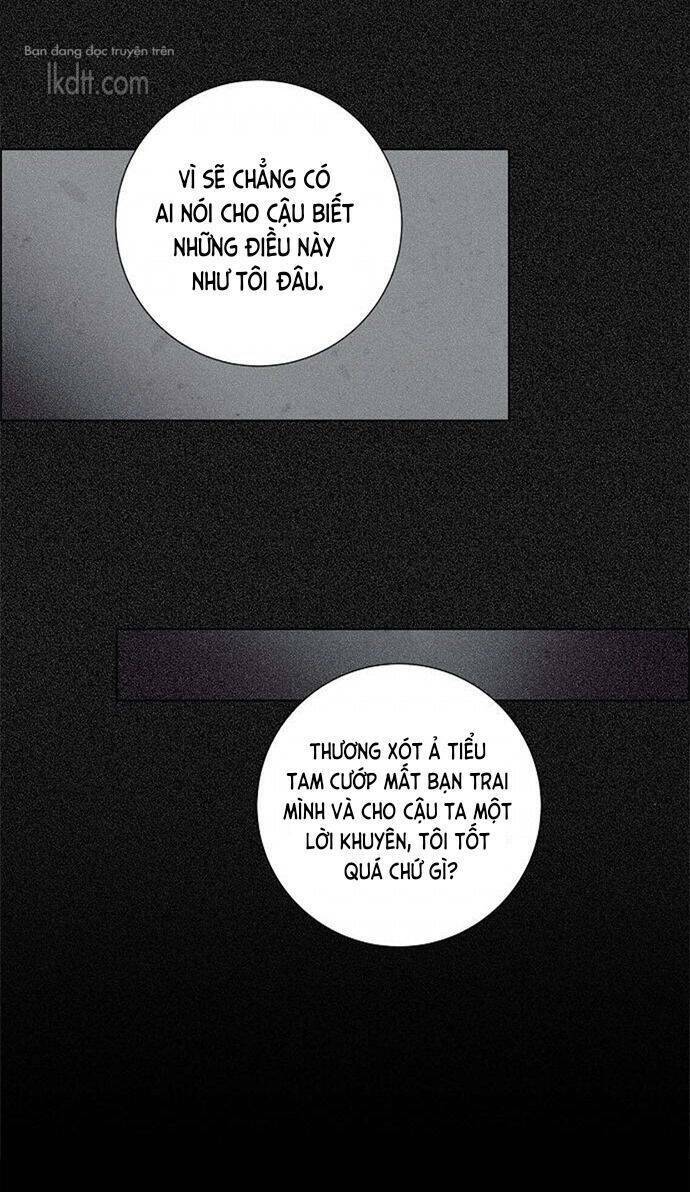 Bạn đang đọc truyện trên
lkdtt.com
VÌ SẼ CHẲNG CÓ
AI NÓI CHO CẬU BIẾT
NHỮNG ĐIỀU NÀY
NHƯ TÔI ĐÂU.
THƯƠNG XÓT Ả TIỂU
TAM CƯỚP MẤT BẠN TRAI
MÌNH VÀ CHO CẬU TA MỘT
LỜI KHUYÊN, TÔI TỐT
QUÁ CHỨ GÌ?